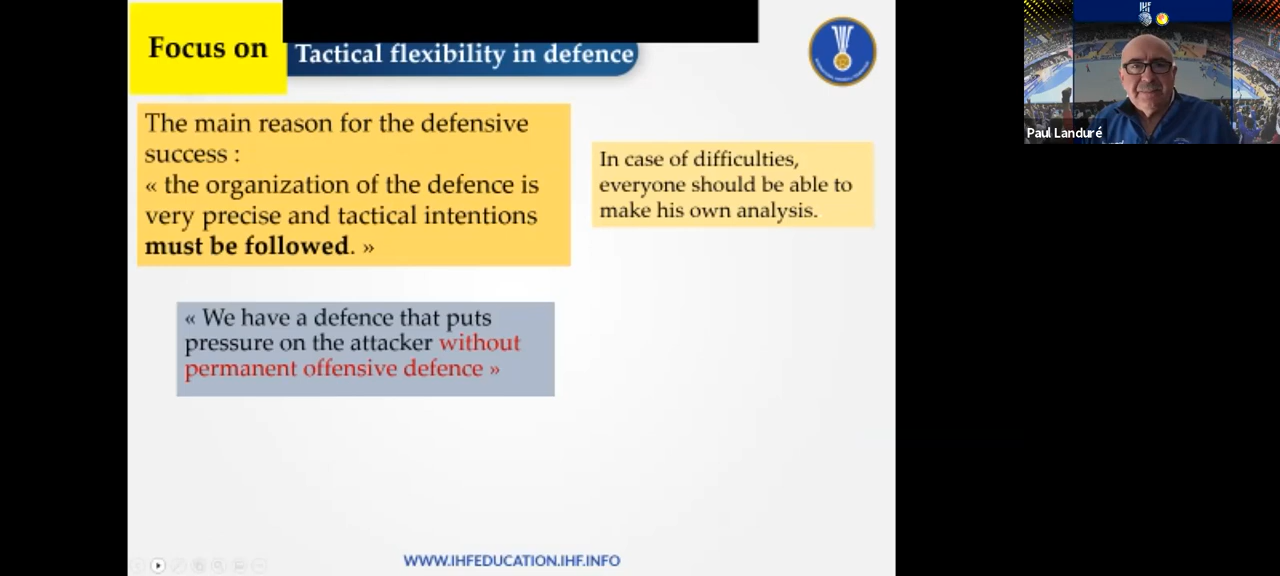 Focus on
Tactical flexibility in defence
The main reason for the defensive
success :
« the organization of the defence is
very precise and tactical intentions
must be followed. »
In case of difficulties,
everyone should be able to
make his own analysis.
« We have a defence that puts
pressure on the attacker without
permanent offensive defence »
WWW.IHFEDUCATION.IHF.INFO
IHF
Paul Landuré